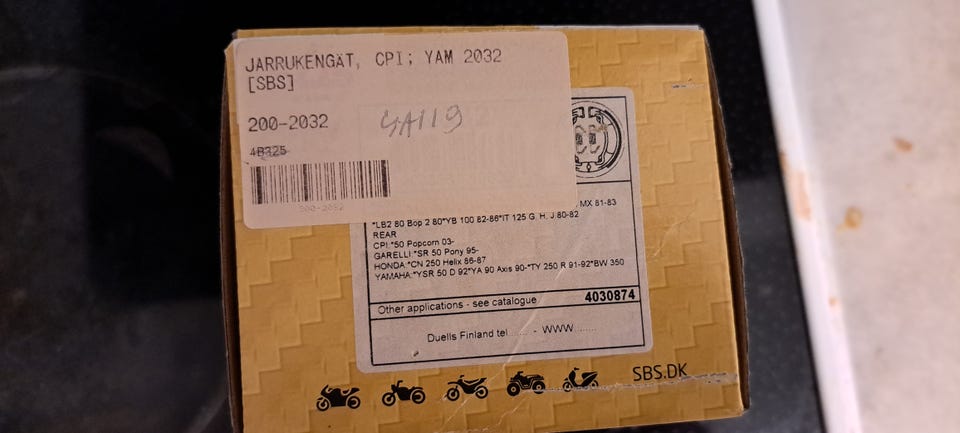 JARRUKENGÄT, CPI; YAM 2032
[SBS]
200-2032
4B325
200-2032
MX 81-83
*LB2 80 Bop 2 80*YB 100 82-86*IT 125 G, H, J 80-82
REAR
CPI:*50 Popcorn 03-
GARELLI:*SR 50 Pony 95-
HONDA:*CN 250 Helix 86-87
YAMAHA:*YSR 50 D 92*YA 90 Axis 90-*TY 250 R 91-92*BW 350
Other applications - see catalogue 4030874
Duells Finland tel........ - WWW........
SBS.DK